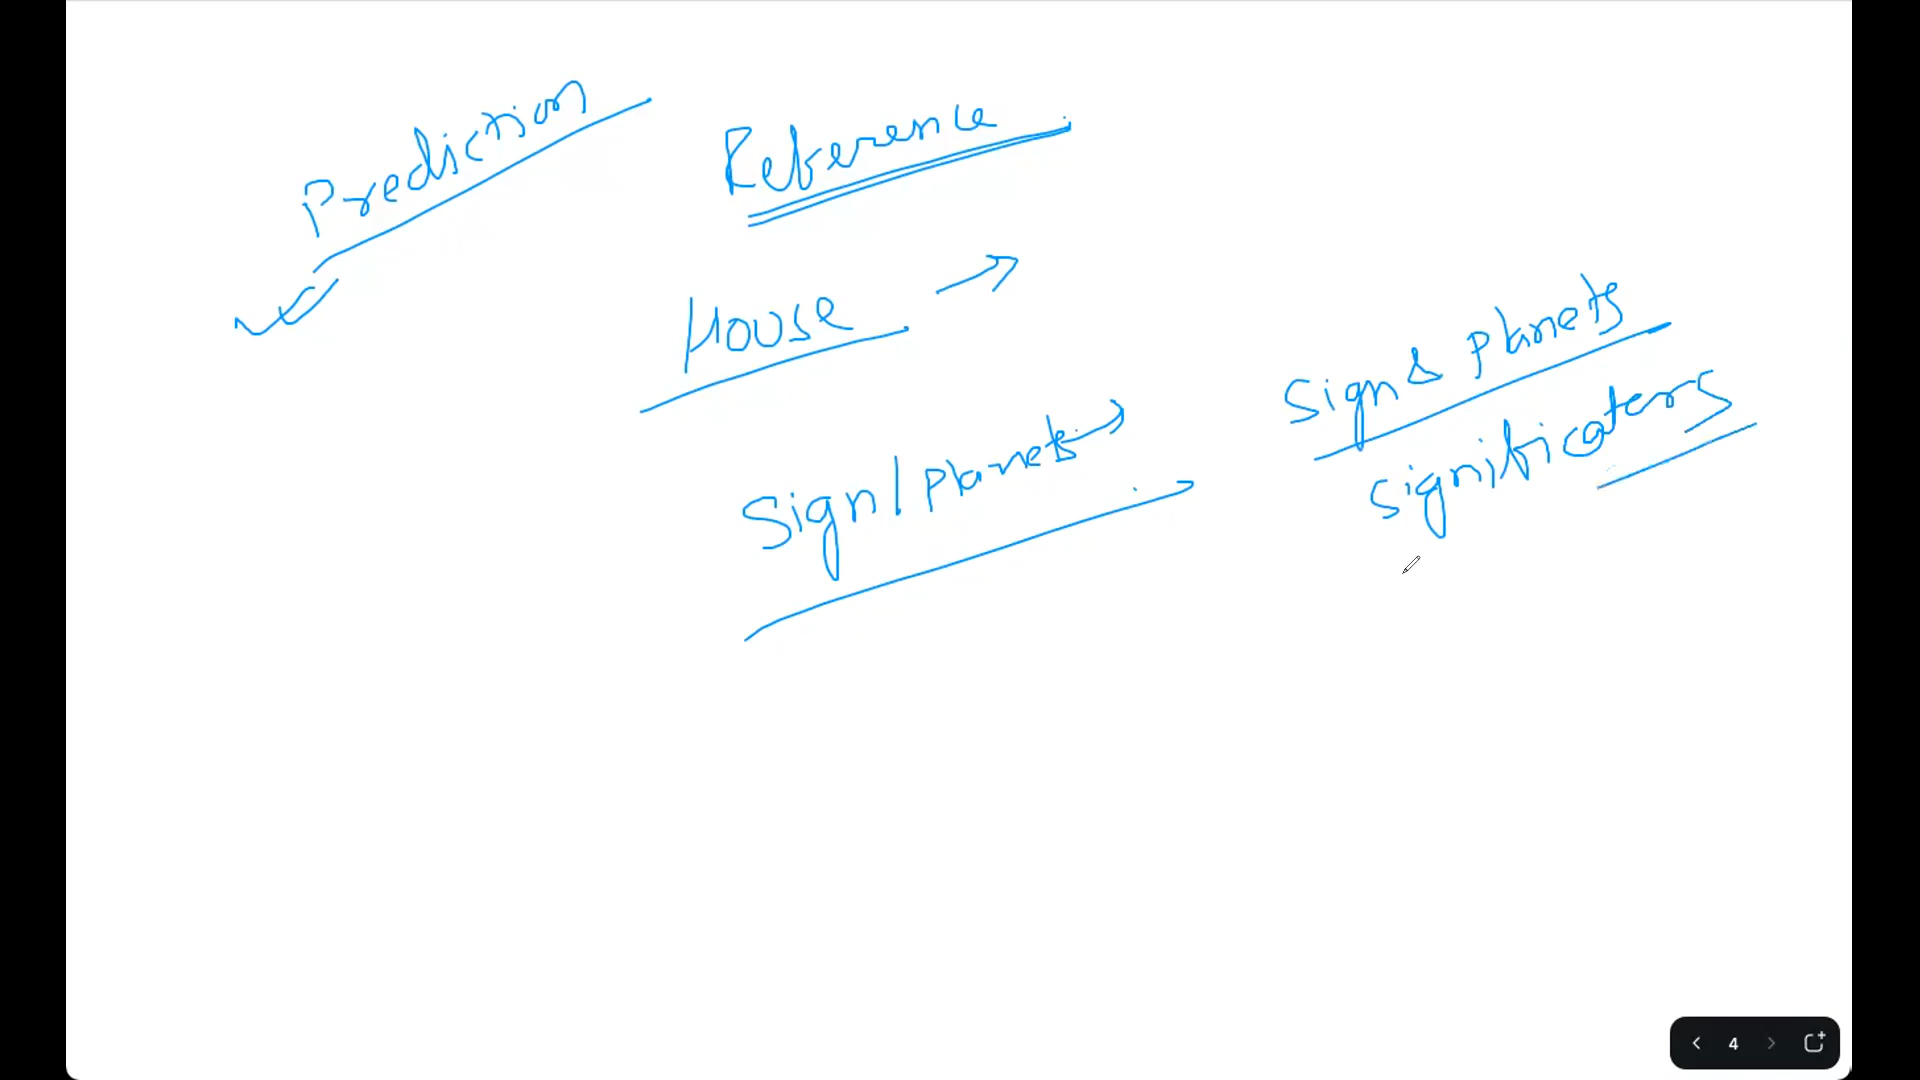 Prediction
Reference
House →
Sign & Planets
Significators
Sign / Planets →
4